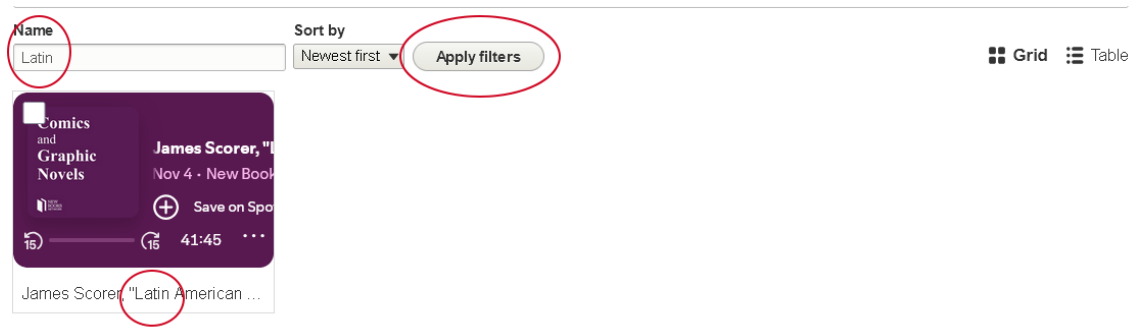 Name
Sort by
Latin
Newest first
Apply filters
Grid
Table
Comics
and
Graphic
Novels
James Scorer, "L
Nov 4 · New Book
Save on Spo
15
15
41:45
James Scorer, "Latin American ...